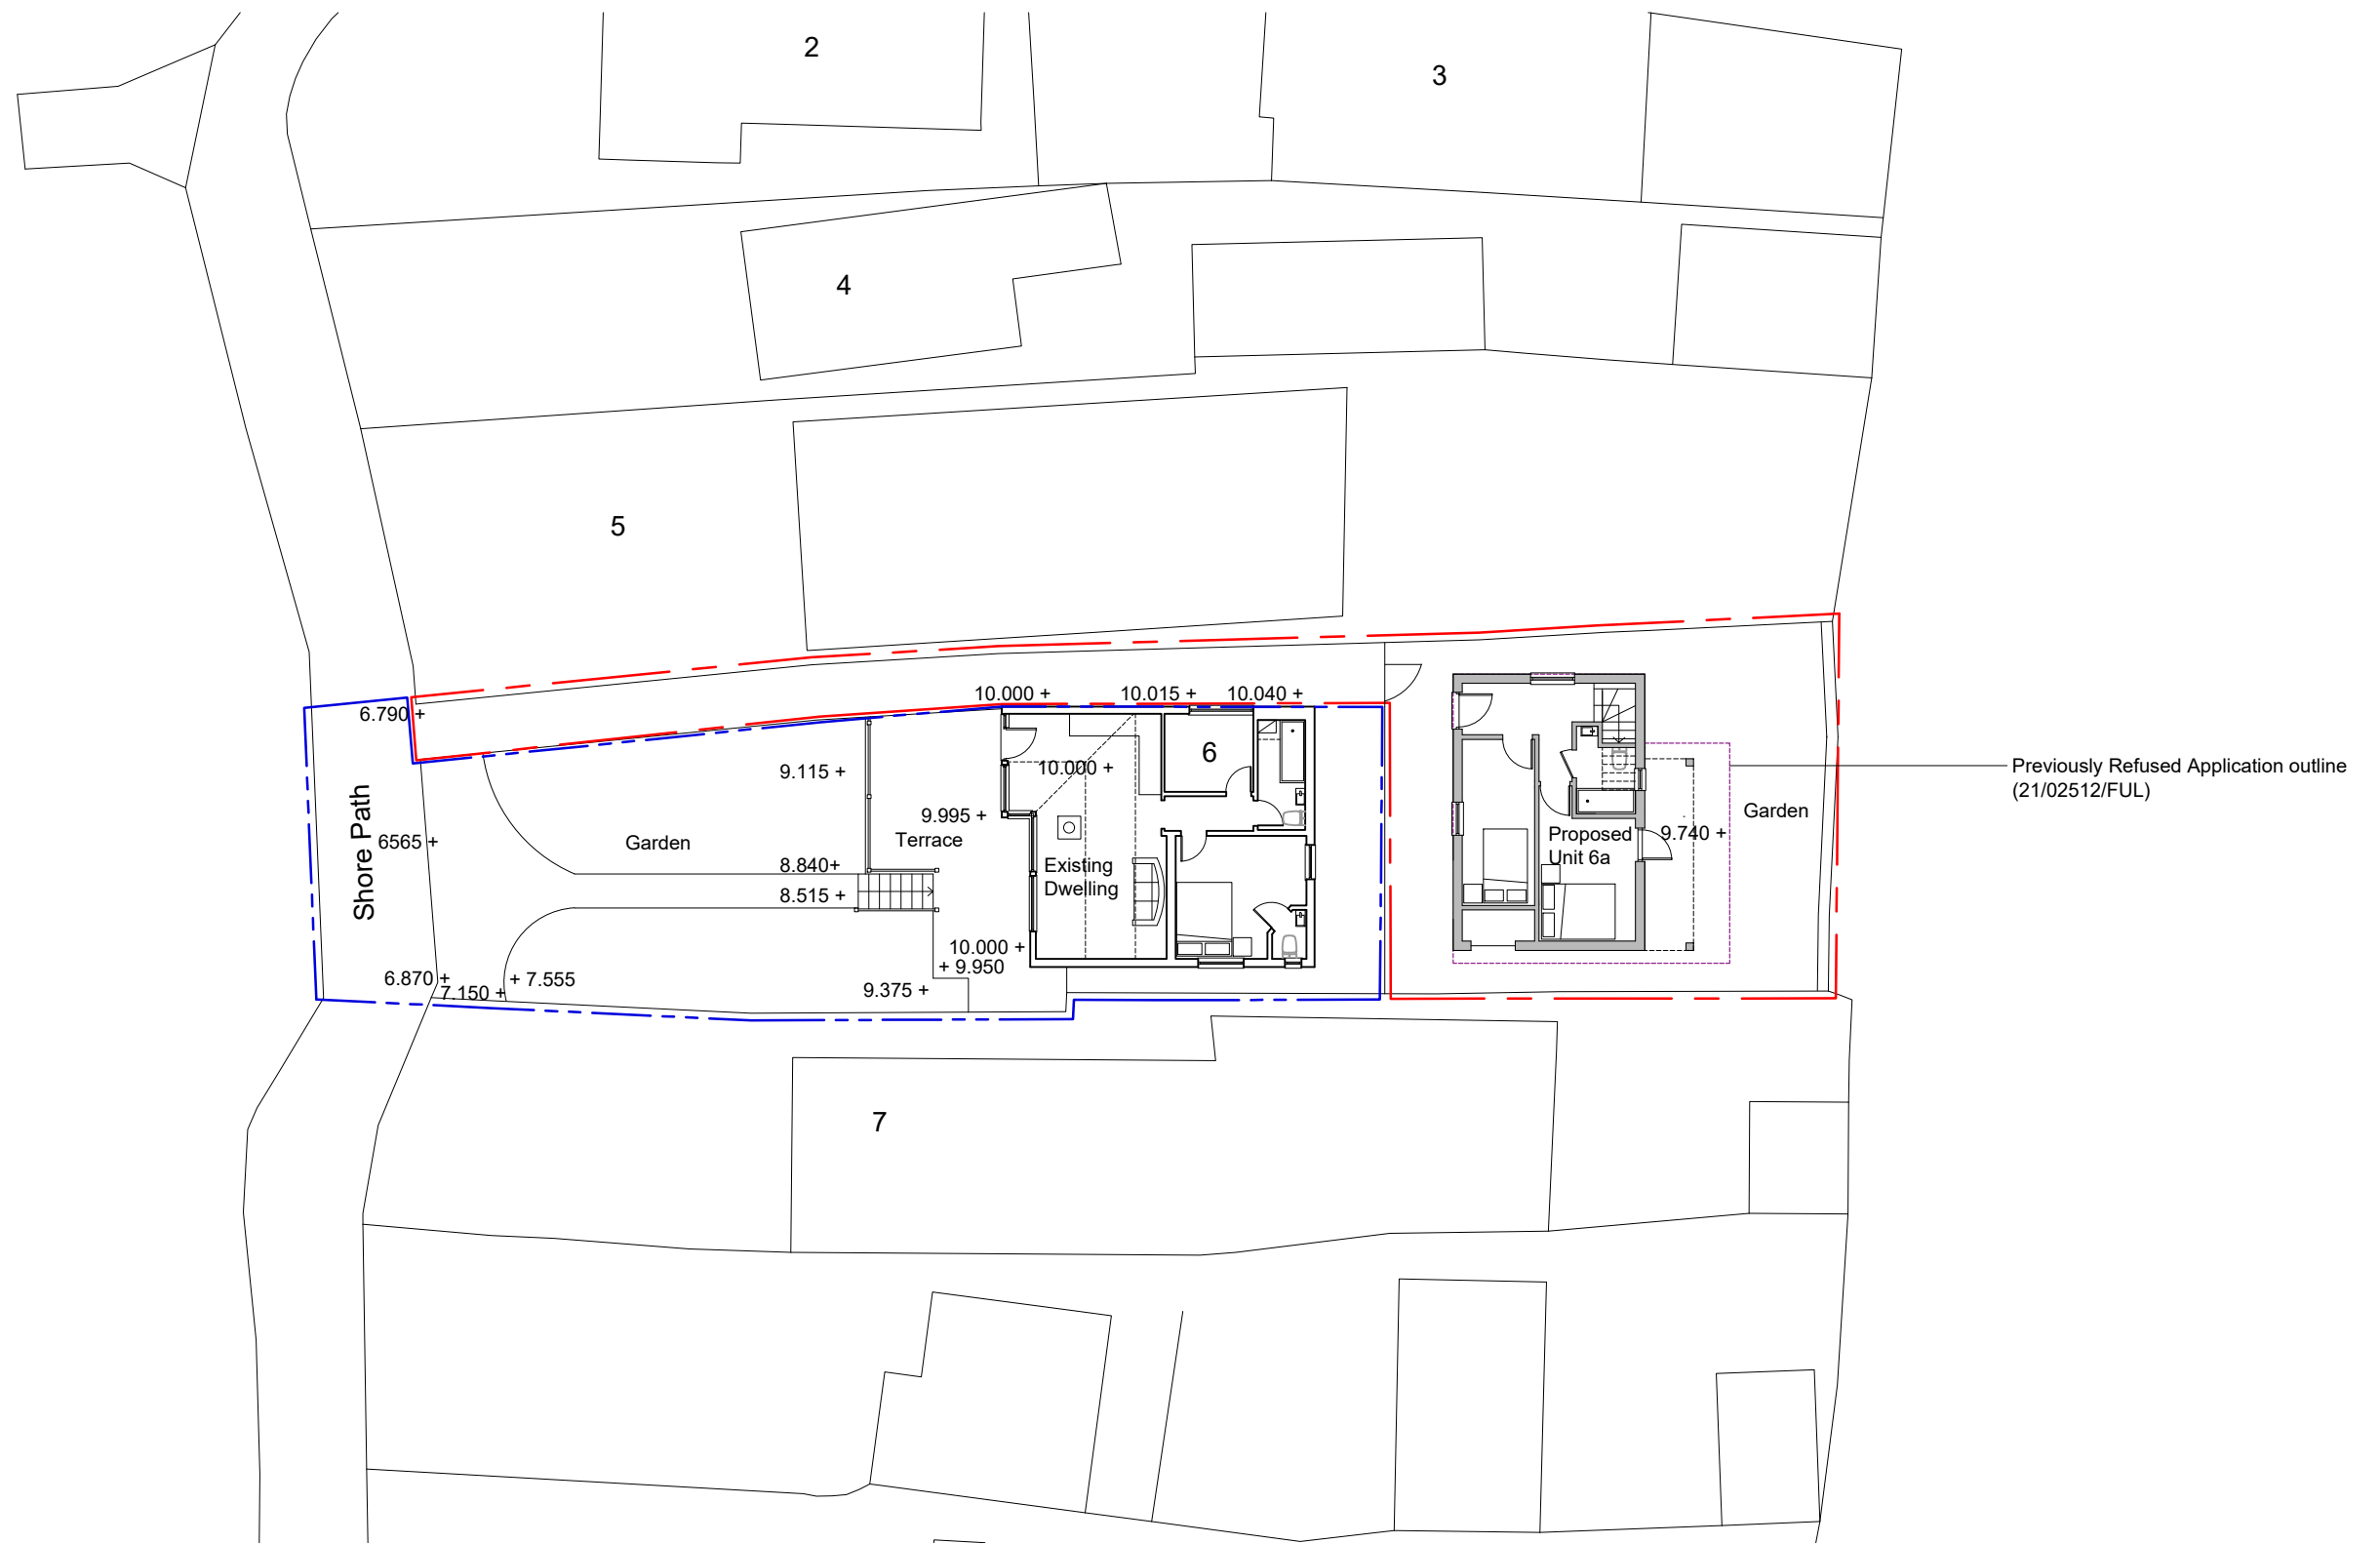 2
3
4
5
10.000 +
10.015 +
10.040 +
6.790 +
6
9.115 +
10.000 +
Previously Refused Application outline
(21/02512/FUL)
9.995 +
Terrace
Garden
Garden
Shore Path
6565 +
Proposed
Unit 6a
9.740 +
8.840+
8.515 +
Existing
Dwelling
10.000 +
+ 9.950
6.870 +
+ 7.555
7.150 +
9.375 +
7